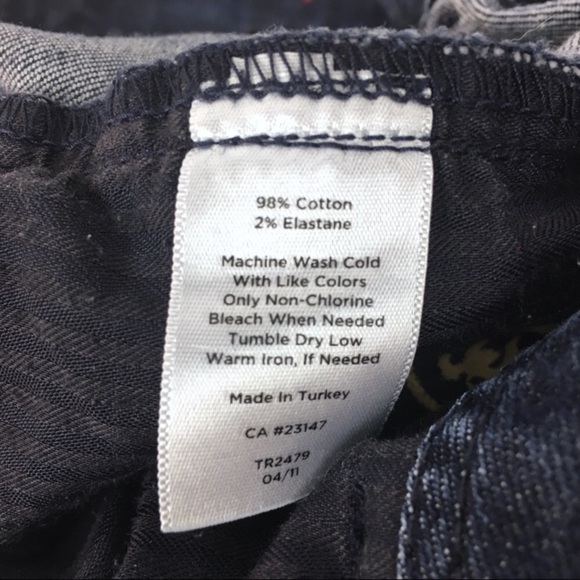 98% Cotton
2% Elastane
Machine Wash Cold
With Like Colors
Only Non-Chlorine
Bleach When Needed
Tumble Dry Low
Warm Iron, If Needed
Made In Turkey
CA #23147
TR2479
04/11